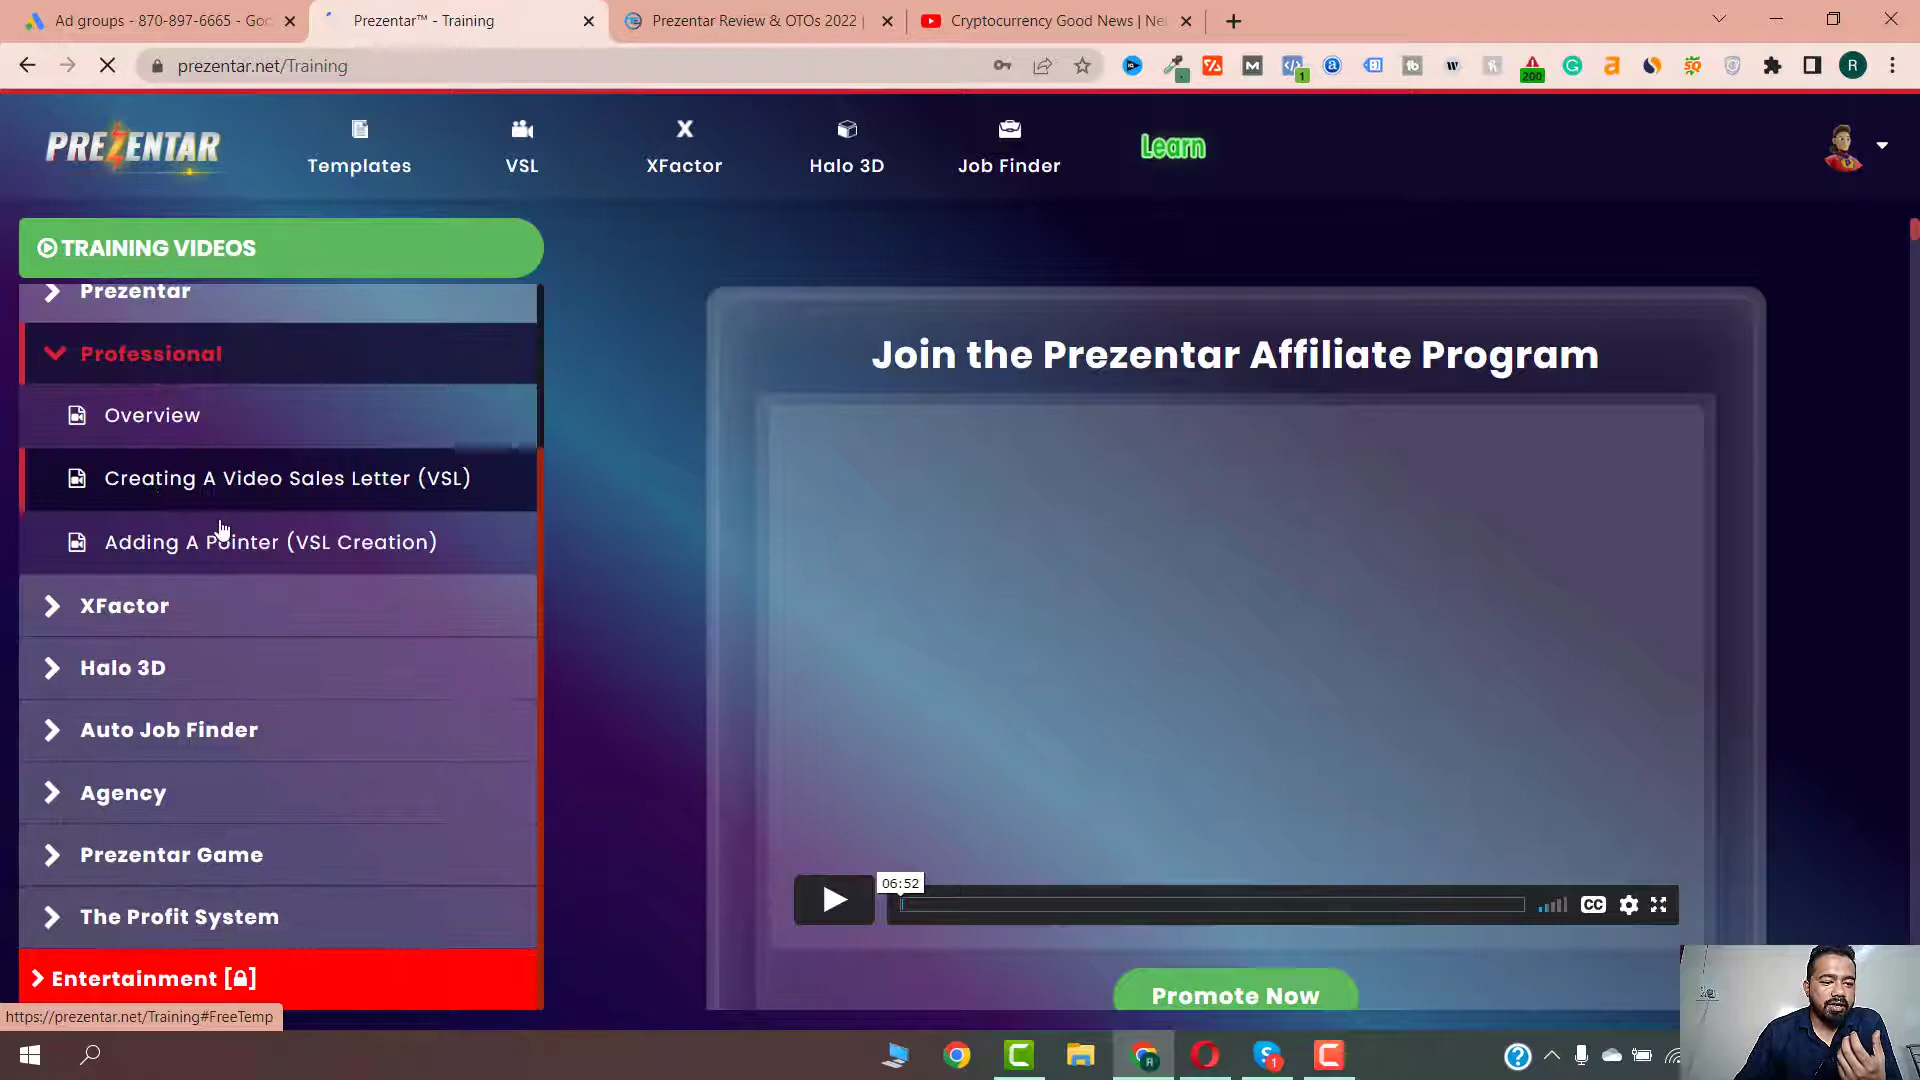 Ad groups - 870-897-6665 - Goo
Prezentar™ - Training
Prezentar Review & OTOs 2022 |
Cryptocurrency Good News | Ne
prezentar.net/Training
200
1
R
PREZENTAR
Templates
VSL
X
XFactor
Halo 3D
Job Finder
Learn
TRAINING VIDEOS
Prezentar
Professional
Overview
Creating A Video Sales Letter (VSL)
Adding A Pointer (VSL Creation)
XFactor
Halo 3D
Auto Job Finder
Agency
Prezentar Game
The Profit System
Entertainment [🔒]
Join the Prezentar Affiliate Program
06:52
CC
Promote Now
https://prezentar.net/Training#FreeTemp